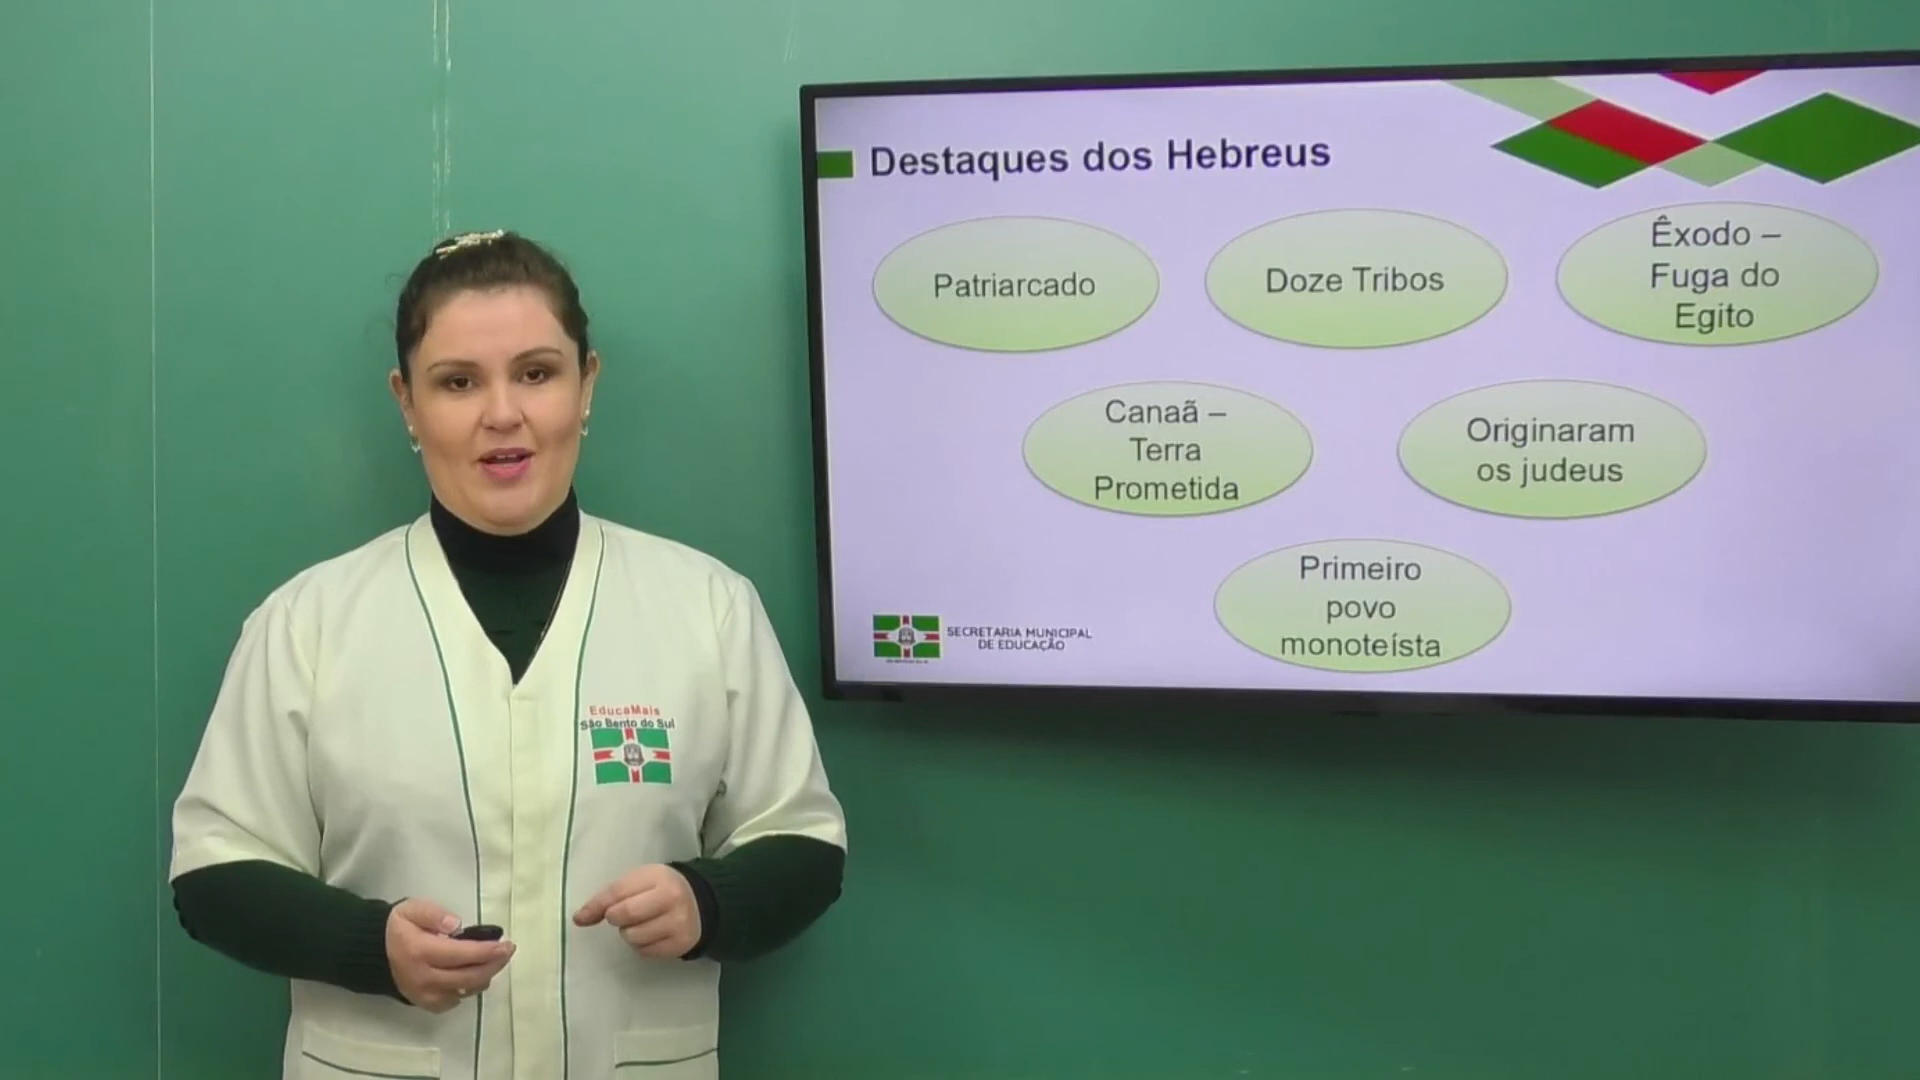 Destaques dos Hebreus
Patriarcado
Doze Tribos
Êxodo –
Fuga do
Egito
Canaã –
Terra
Prometida
Originaram
os judeus
Primeiro
povo
monoteísta
SECRETARIA MUNICIPAL
DE EDUCAÇÃO
EducaMais
São Bento do Sul